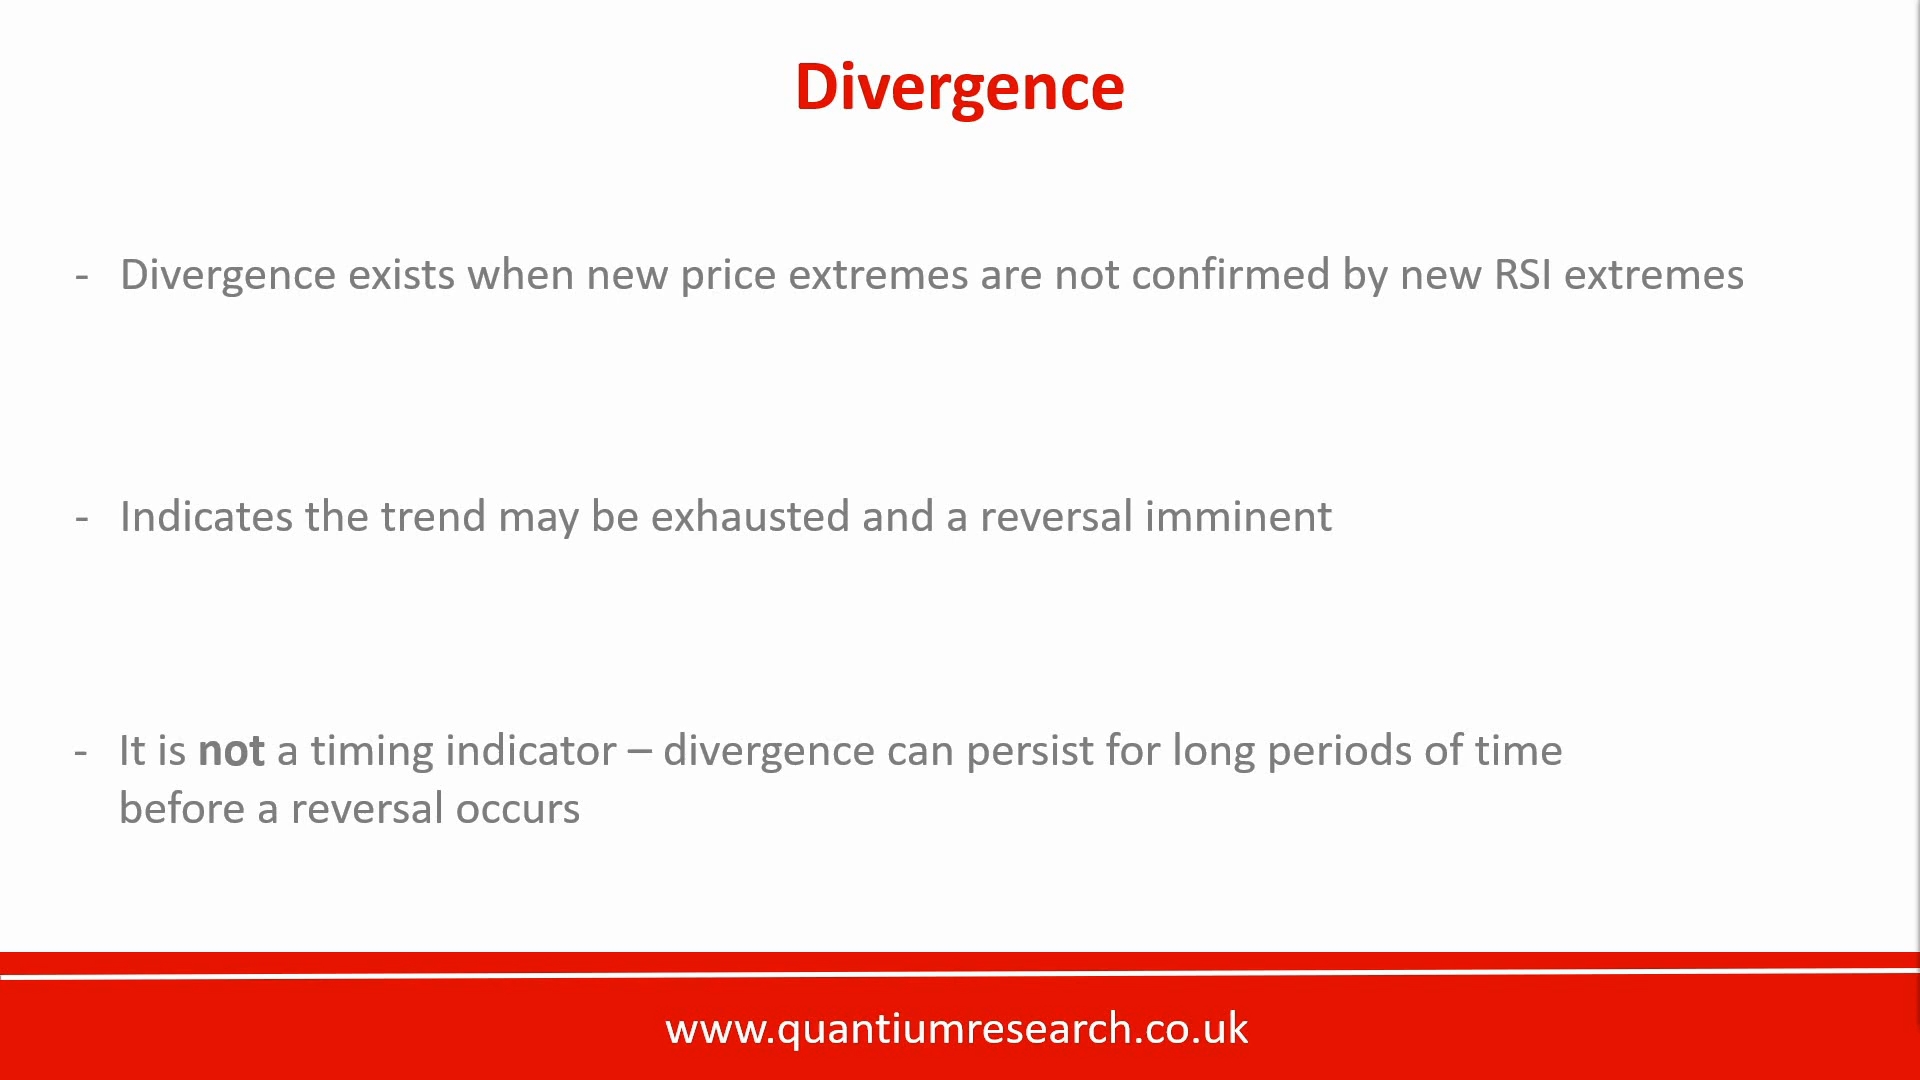 Divergence
- Divergence exists when new price extremes are not confirmed by new RSI extremes
- Indicates the trend may be exhausted and a reversal imminent
- It is not a timing indicator – divergence can persist for long periods of time
before a reversal occurs
www.quantiumresearch.co.uk